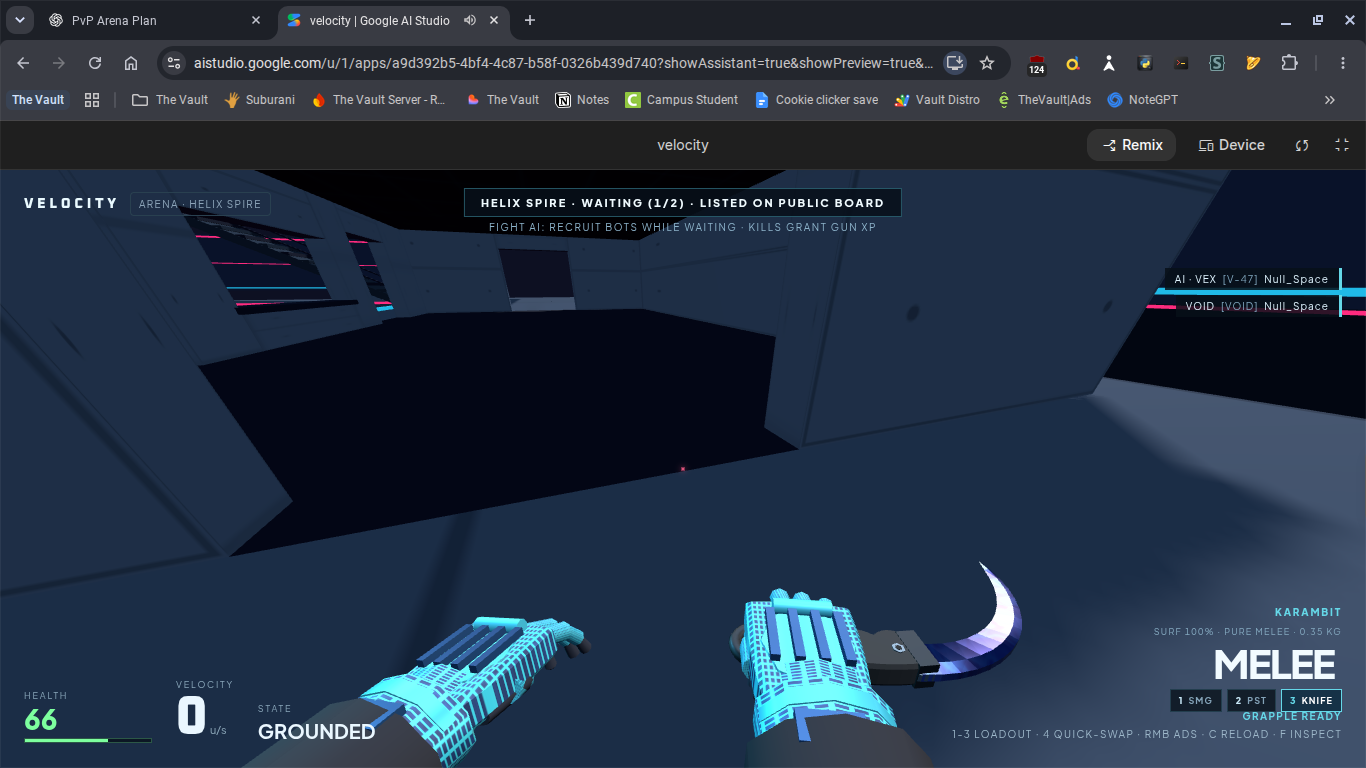 PvP Arena Plan
velocity | Google AI Studio
aistudio.google.com/u/1/apps/a9d392b5-4bf4-4c87-b58f-0326b439d740?showAssistant=true&showPreview=true&...
124
The Vault
The Vault
Suburani
The Vault Server - R...
The Vault
Notes
Campus Student
Cookie clicker save
Vault Distro
TheVault|Ads
NoteGPT
velocity
Remix
Device
VELOCITY
ARENA · HELIX SPIRE
HELIX SPIRE · WAITING (1/2) · LISTED ON PUBLIC BOARD
FIGHT AI: RECRUIT BOTS WHILE WAITING · KILLS GRANT GUN XP
AI · VEX [V-47] Null_Space
VOID [VOID] Null_Space
KARAMBIT
SURF 100% · PURE MELEE · 0.35 KG
MELEE
1 SMG
2 PST
3 KNIFE
GRAPPLE READY
1-3 LOADOUT · 4 QUICK-SWAP · RMB ADS · C RELOAD · F INSPECT
HEALTH
66
VELOCITY
0 u/s
STATE
GROUNDED